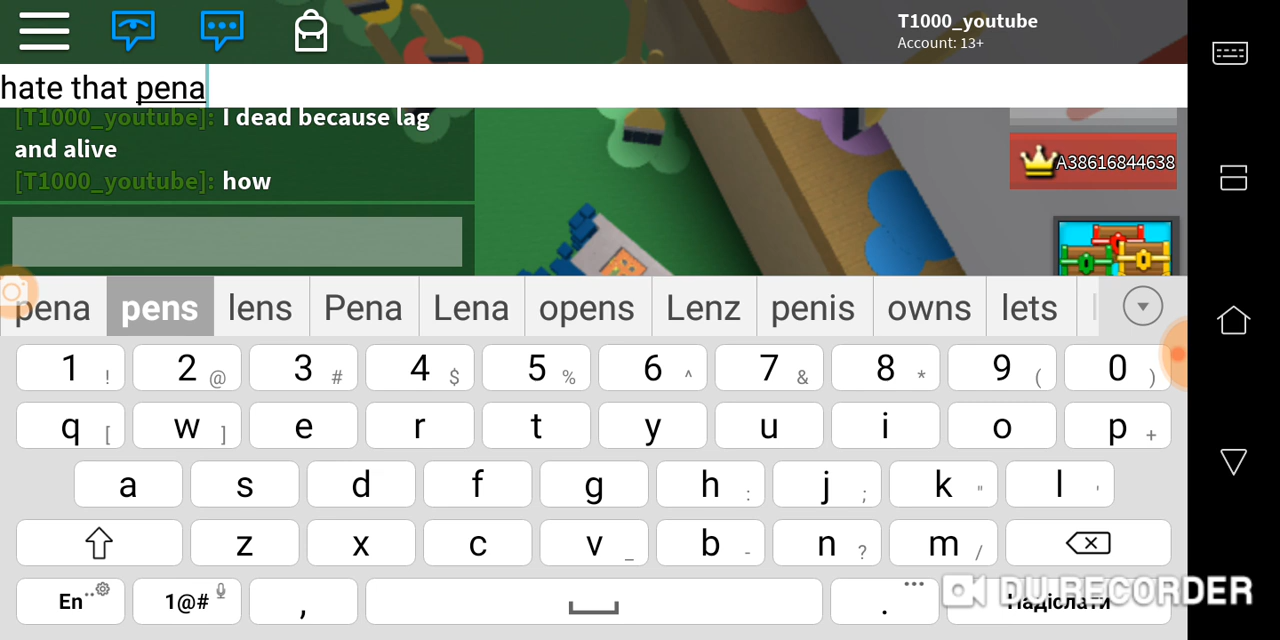 T1000_youtube
Account: 13+
hate that pena
[T1000_youtube]: I dead because lag
and alive
[T1000_youtube]: how
A38616844638
pena pens lens Pena Lena opens Lenz penis owns lets
1 ! 2 @ 3 # 4 $ 5 % 6 ^ 7 & 8 * 9 ( 0 )
q [ w ] e r t y u i o p +
a s d f g h : j ; k " l '
z x c v _ b - n ? m /
En 1@# , . ... Надіслати
DU RECORDER